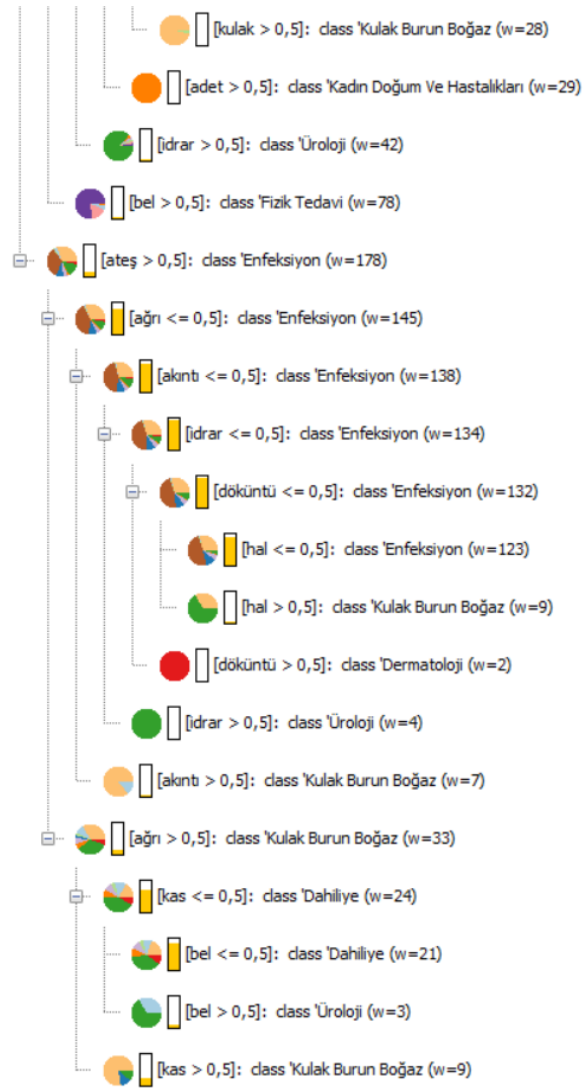 [kulak > 0,5]: class 'Kulak Burun Boğaz (w=28)
[adet > 0,5]: class 'Kadın Doğum Ve Hastalıkları (w=29)
[idrar > 0,5]: class 'Üroloji (w=42)
[bel > 0,5]: class 'Fizik Tedavi (w=78)
[ateş > 0,5]: class 'Enfeksiyon (w=178)
[ağrı <= 0,5]: class 'Enfeksiyon (w=145)
[akıntı <= 0,5]: class 'Enfeksiyon (w=138)
[idrar <= 0,5]: class 'Enfeksiyon (w=134)
[döküntü <= 0,5]: class 'Enfeksiyon (w=132)
[hal <= 0,5]: class 'Enfeksiyon (w=123)
[hal > 0,5]: class 'Kulak Burun Boğaz (w=9)
[döküntü > 0,5]: class 'Dermatoloji (w=2)
[idrar > 0,5]: class 'Üroloji (w=4)
[akıntı > 0,5]: class 'Kulak Burun Boğaz (w=7)
[ağrı > 0,5]: class 'Kulak Burun Boğaz (w=33)
[kas <= 0,5]: class 'Dahiliye (w=24)
[bel <= 0,5]: class 'Dahiliye (w=21)
[bel > 0,5]: class 'Üroloji (w=3)
[kas > 0,5]: class 'Kulak Burun Boğaz (w=9)